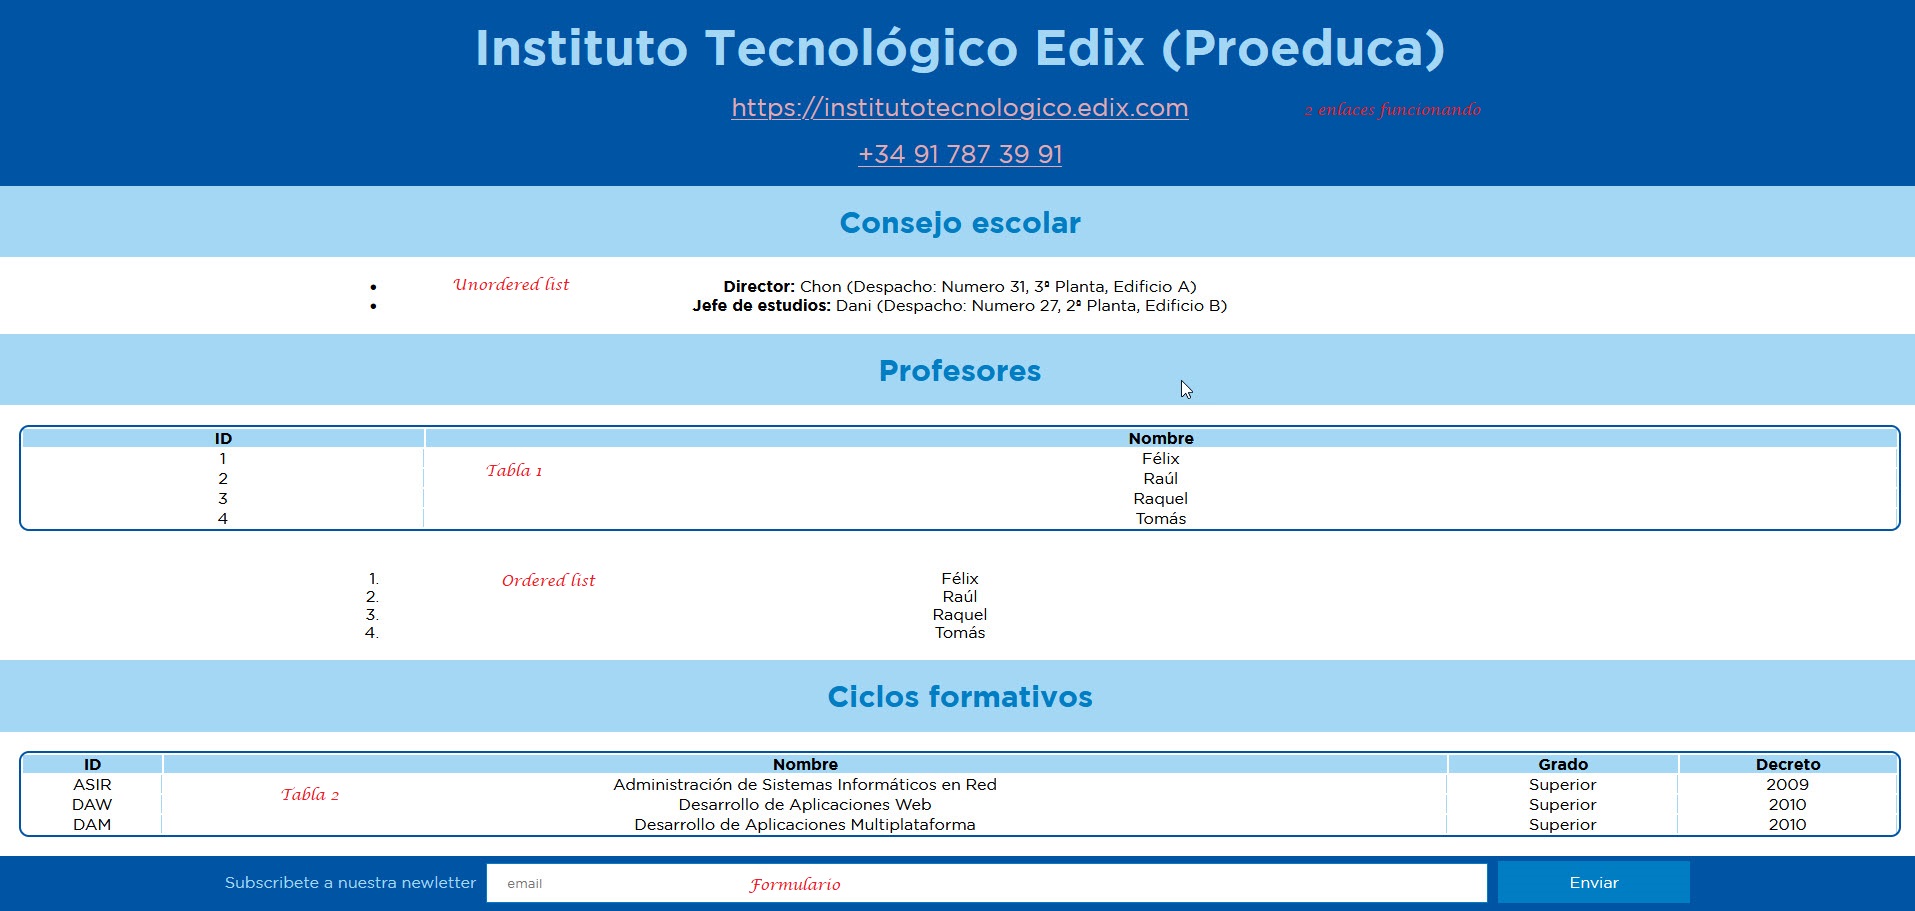 Instituto Tecnológico Edix (Proeduca)
https://institutotecnologico.edix.com 2 enlaces funcionando
+34 91 787 39 91
Consejo escolar
Unordered list
• Director: Chon (Despacho: Numero 31, 3ª Planta, Edificio A)
• Jefe de estudios: Dani (Despacho: Numero 27, 2ª Planta, Edificio B)
Profesores
ID Nombre
1 Félix
Tabla 1
2 Raúl
3 Raquel
4 Tomás
1. Ordered list Félix
2. Raúl
3. Raquel
4. Tomás
Ciclos formativos
ID Nombre Grado Decreto
ASIR Administración de Sistemas Informáticos en Red Superior 2009
Tabla 2
DAW Desarrollo de Aplicaciones Web Superior 2010
DAM Desarrollo de Aplicaciones Multiplataforma Superior 2010
Subscribete a nuestra newletter email Formulario Enviar